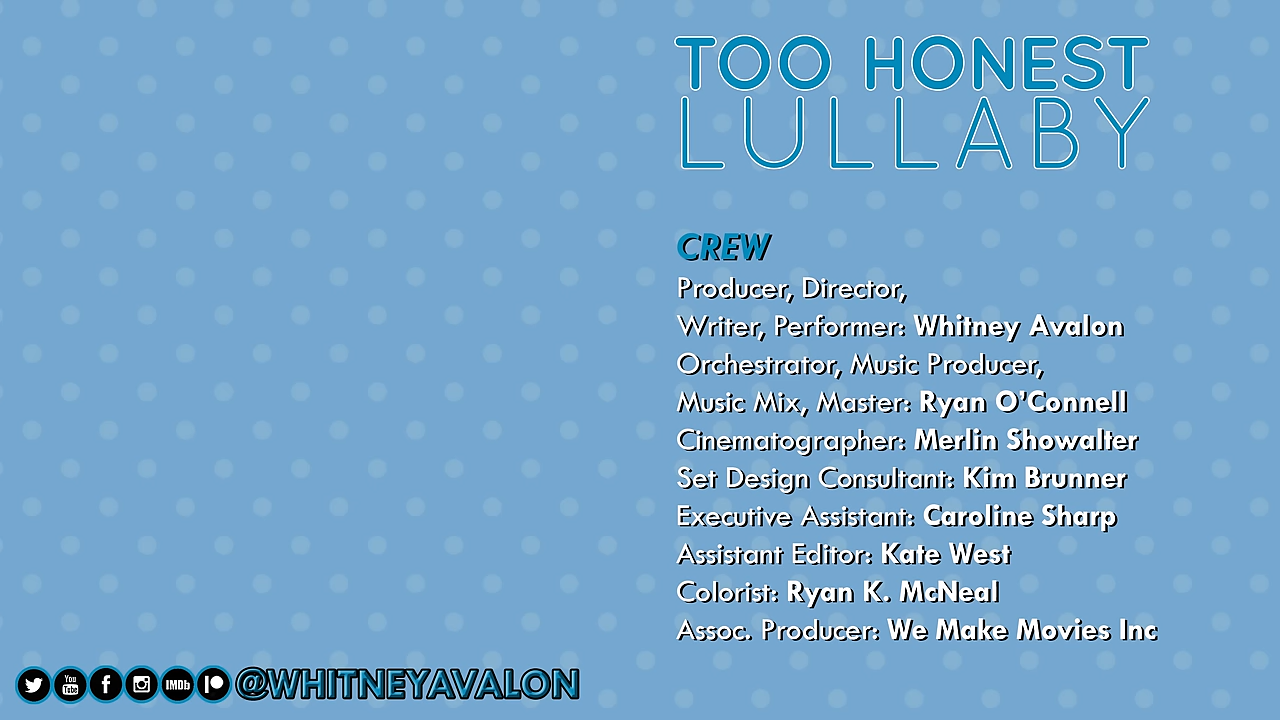 TOO HONEST
LULLABY
CREW
Producer, Director,
Writer, Performer: Whitney Avalon
Orchestrator, Music Producer,
Music Mix, Master: Ryan O'Connell
Cinematographer: Merlin Showalter
Set Design Consultant: Kim Brunner
Executive Assistant: Caroline Sharp
Assistant Editor: Kate West
Colorist: Ryan K. McNeal
Assoc. Producer: We Make Movies Inc
You Tube IMDb @WHITNEYAVALON